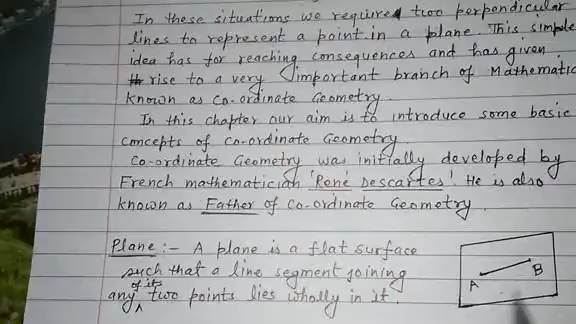 In these situations we require two perpendicular
lines to represent a point in a plane. This simple
idea has far reaching consequences and has given
rise to a very important branch of Mathematic
known as Co-ordinate Geometry.
In this chapter our aim is to introduce some basic
concepts of co-ordinate Geometry
Co-ordinate Geometry was initially developed by
French mathematician 'René Descartes'. He is also
known as Father of Co-ordinate Geometry.
Plane :- A plane is a flat surface
such that a line segment joining
any of its two points lies wholly in it.
A B